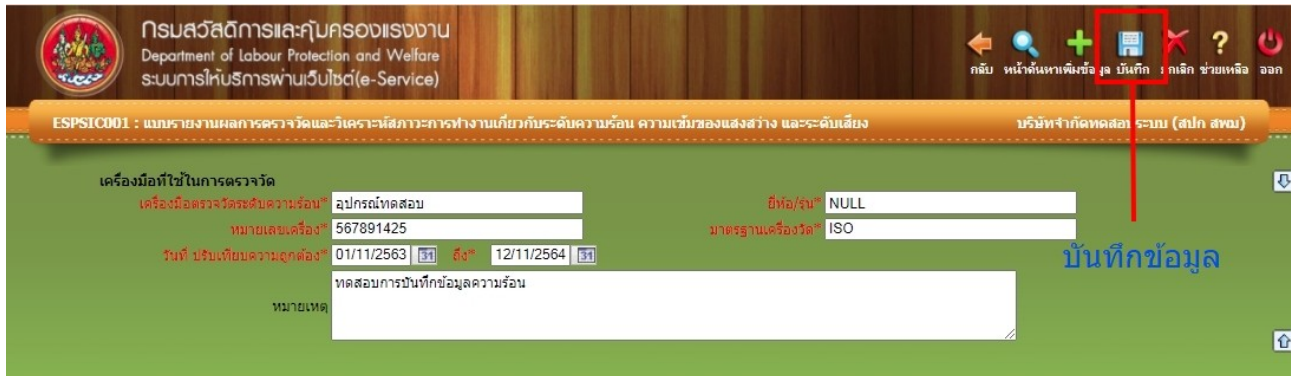 กรมสวัสดิการและคุ้มครองแรงงาน
Department of Labour Protection and Welfare
ระบบการให้บริการผ่านเว็บไซต์(e-Service)
กลับ หน้าค้นหา เพิ่มข้อมูล บันทึก ยกเลิก ช่วยเหลือ ออก
ESPSIC001 : แบบรายงานผลการตรวจวัดและวิเคราะห์สภาวะการทำงานเกี่ยวกับระดับความร้อน ความเข้มของแสงสว่าง และระดับเสียง บริษัทจำกัดทดสอบระบบ (สปก สพม)
เครื่องมือที่ใช้ในการตรวจวัด
เครื่องมือตรวจวัดระดับความร้อน* อุปกรณ์ทดสอบ ยี่ห้อ/รุ่น* NULL
หมายเลขเครื่อง* 567891425 มาตรฐานเครื่องวัด* ISO
วันที่ ปรับเทียบความถูกต้อง* 01/11/2563 31 ถึง* 12/11/2564 31
บันทึกข้อมูล
ทดสอบการบันทึกข้อมูลความร้อน
หมายเหตุ